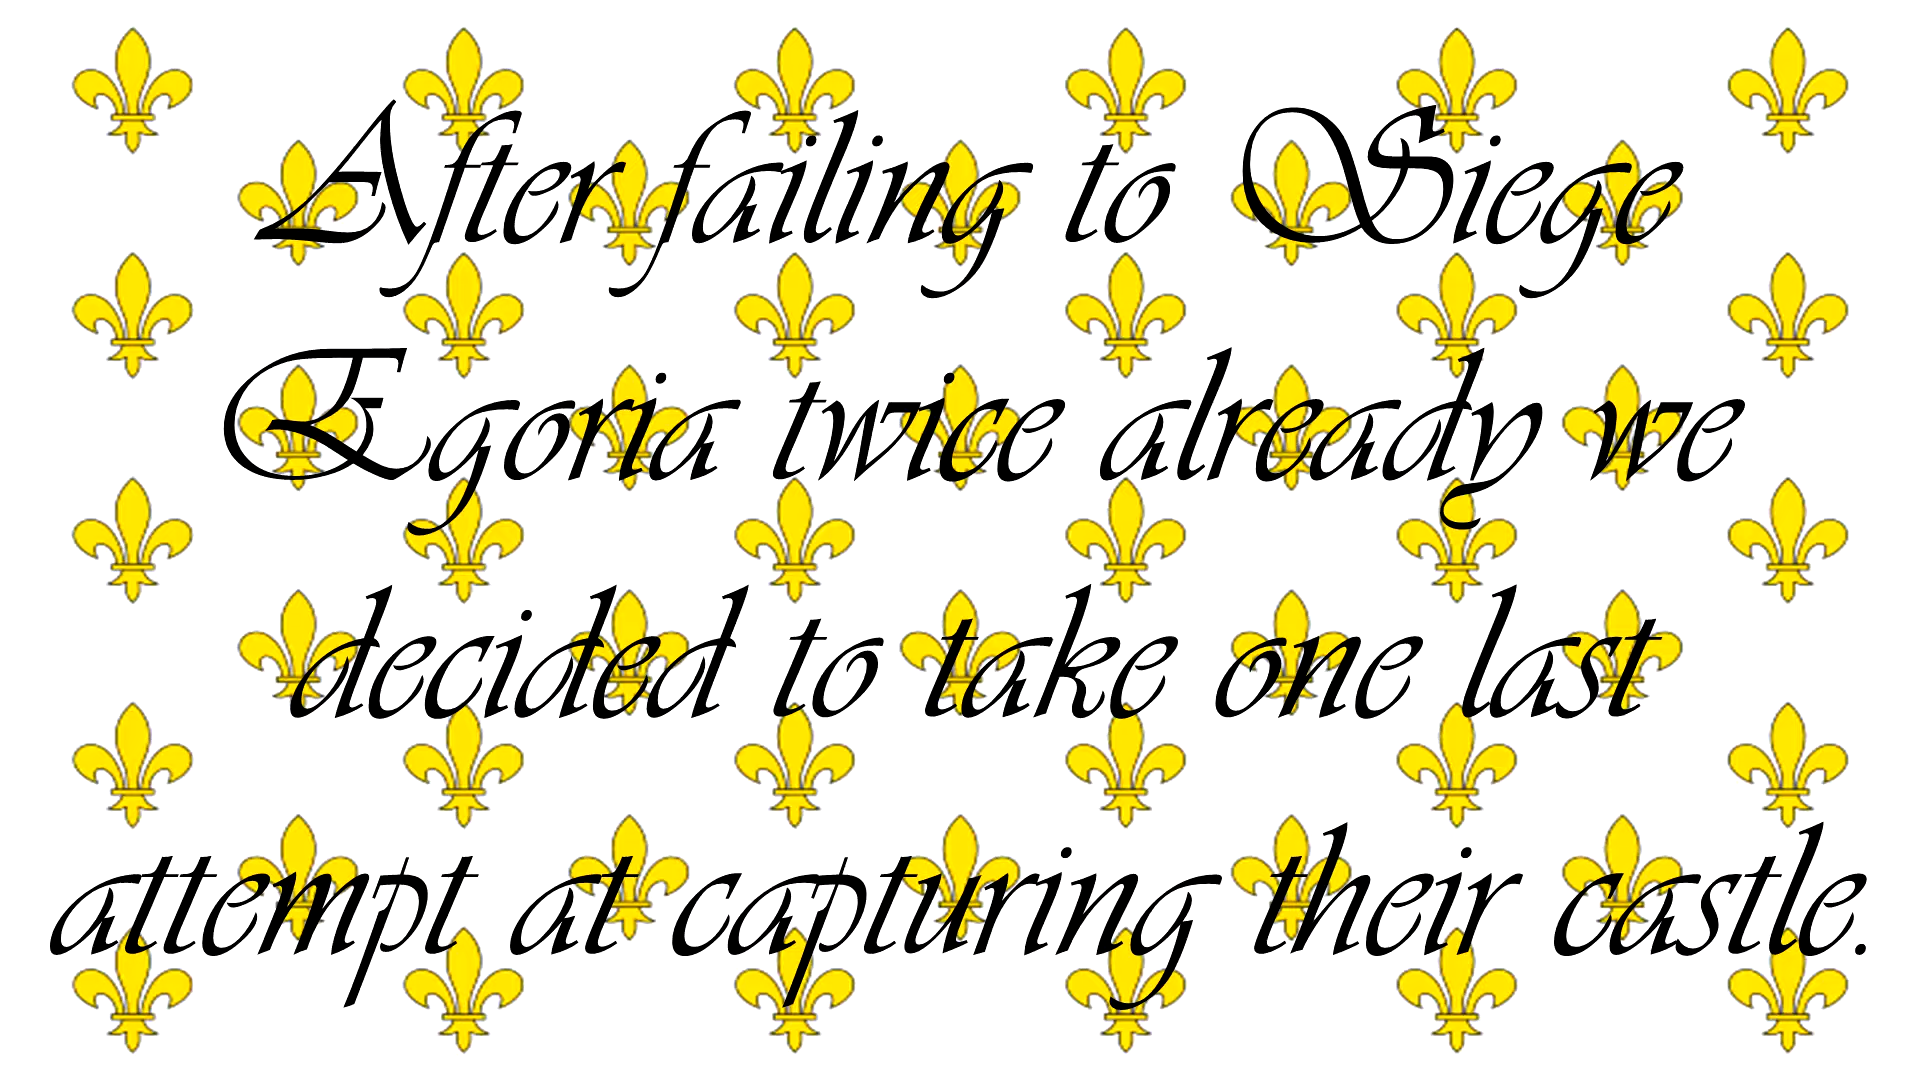 After failing to Siege
Egoria twice already we
decided to take one last
attempt at capturing their castle.